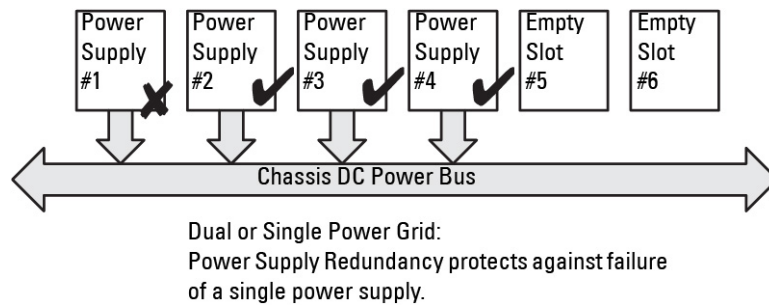 Power Supply #1
Power Supply #2
Power Supply #3
Power Supply #4
Empty Slot #5
Empty Slot #6
Chassis DC Power Bus
Dual or Single Power Grid:
Power Supply Redundancy protects against failure
of a single power supply.